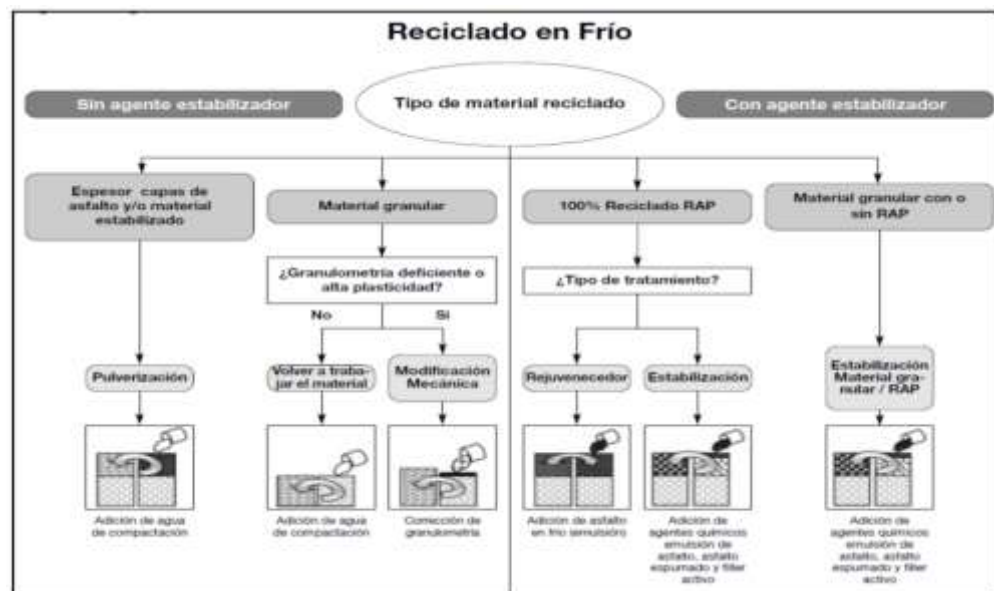 Reciclado en Frío
Sin agente estabilizador
Tipo de material reciclado
Con agente estabilizador
Espesor capas de
asfalto y/o material
estabilizado
Material granular
100% Reciclado RAP
Material granular con o
sin RAP
¿Granulometría deficiente o
alta plasticidad?
¿Tipo de tratamiento?
No
Si
Pulverización
Volver a traba-
jar el material
Modificación
Mecánica
Rejuvenecedor
Estabilización
Estabilización
Material gra-
nular / RAP
Adición de agua
de compactación
Adición de agua
de compactación
Corrección de
granulometría
Adición de asfalto
en frío (emulsión)
Adición de
agentes químicos
emulsión de
asfalto, asfalto
espumado y filler
activo
Adición de
agentes químicos
emulsión de
asfalto, asfalto
espumado y filler
activo